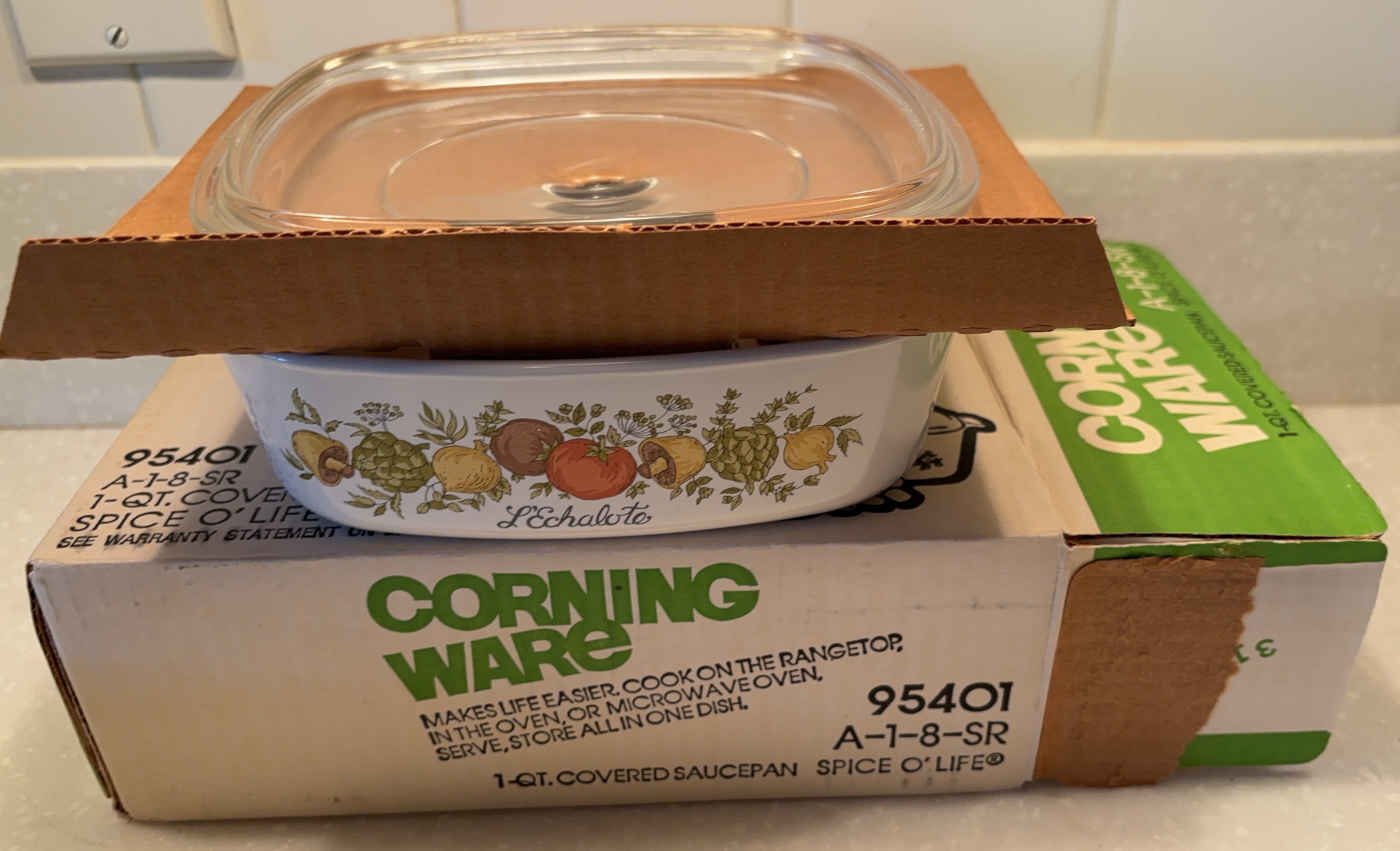 L'Echalote
95401
A-1-8-SR
1-QT. COVER
SPICE O' LIFE
SEE WARRANTY STATEMENT ON
CORNING
WARE
MAKES LIFE EASIER. COOK ON THE RANGETOP,
IN THE OVEN, OR MICROWAVE OVEN,
SERVE, STORE ALL IN ONE DISH.
95401
A-1-8-SR
1-QT. COVERED SAUCEPAN SPICE O' LIFE®
CORN
WARE
A-1-8-SR
1-QT. COVERED SAUCEPAN